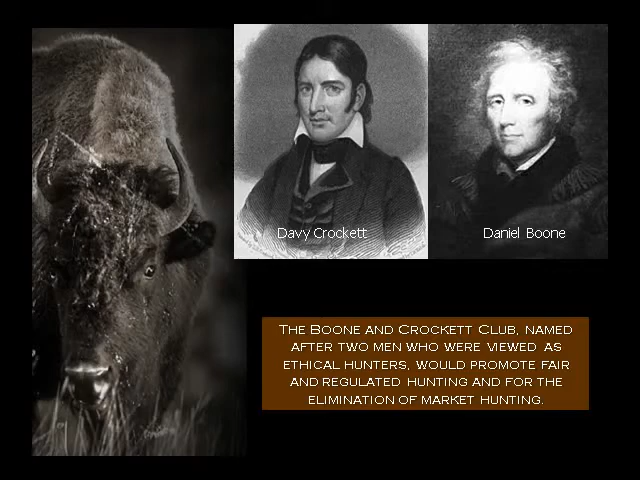 Davy Crockett
Daniel Boone
THE BOONE AND CROCKETT CLUB, NAMED
AFTER TWO MEN WHO WERE VIEWED AS
ETHICAL HUNTERS, WOULD PROMOTE FAIR
AND REGULATED HUNTING AND FOR THE
ELIMINATION OF MARKET HUNTING.